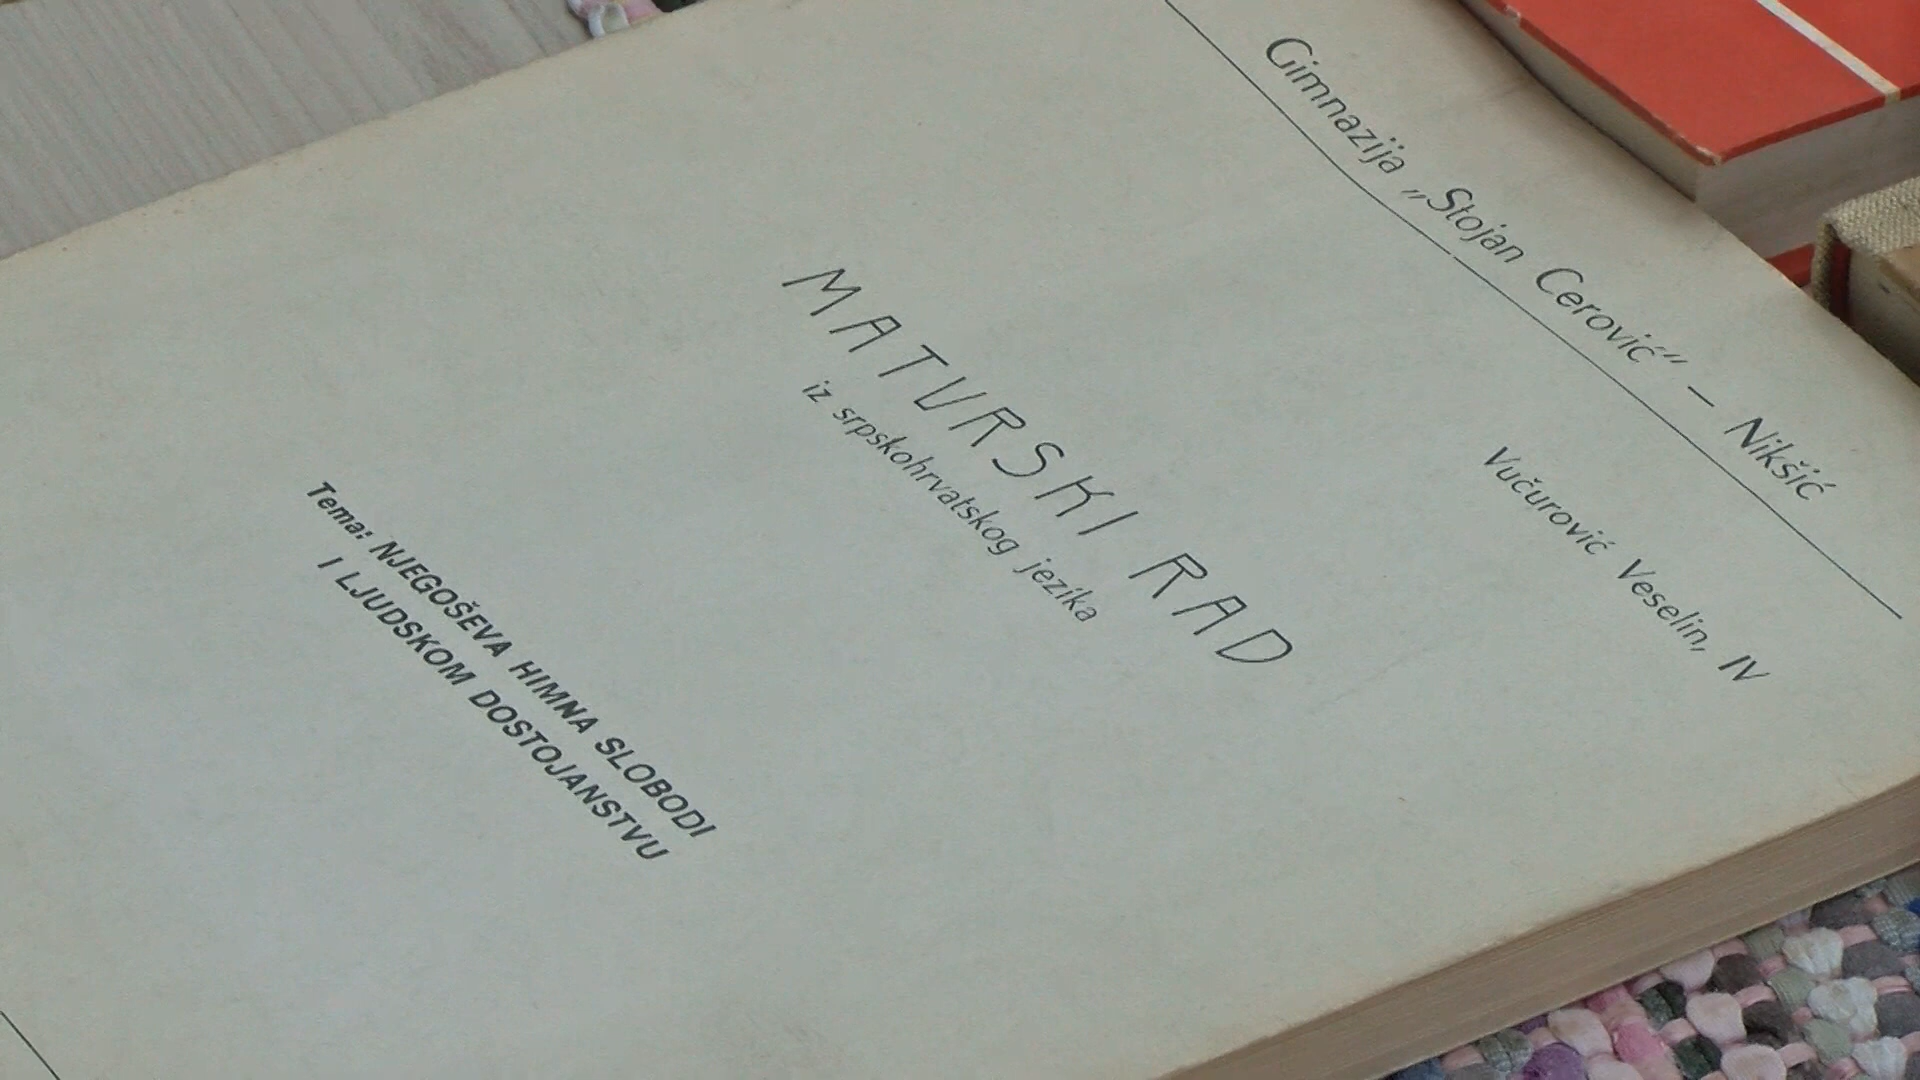 Gimnazija „Stojan Cerović“ — Nikšić
Vučurović Veselin, IV
MATURSKI RAD
iz srpskohrvatskog jezika
Tema: NJEGOŠEVA HIMNA SLOBODI
I LJUDSKOM DOSTOJANSTVU